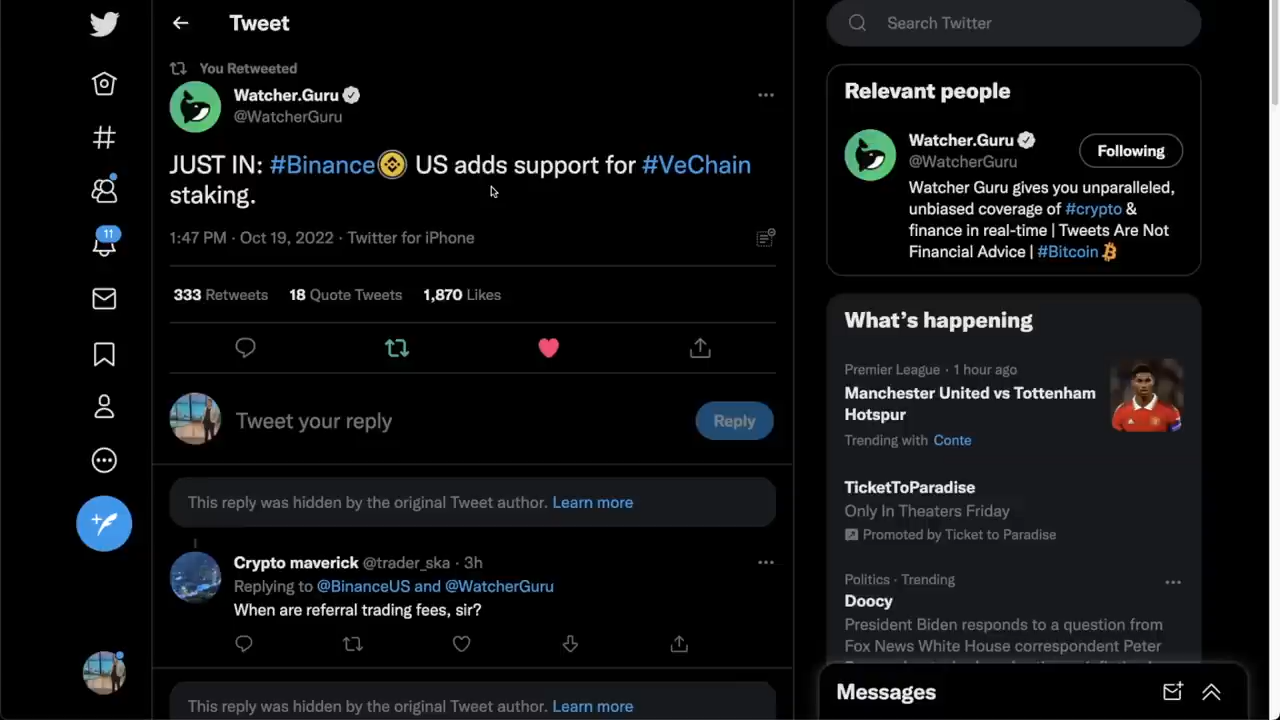 Tweet
You Retweeted
Watcher.Guru
@WatcherGuru
JUST IN: #Binance US adds support for #VeChain
staking.
1:47 PM · Oct 19, 2022 · Twitter for iPhone
333 Retweets 18 Quote Tweets 1,870 Likes
Tweet your reply
Reply
This reply was hidden by the original Tweet author. Learn more
Crypto maverick @trader_ska · 3h
Replying to @BinanceUS and @WatcherGuru
When are referral trading fees, sir?
This reply was hidden by the original Tweet author. Learn more
11
Search Twitter
Relevant people
Watcher.Guru
@WatcherGuru
Following
Watcher Guru gives you unparalleled,
unbiased coverage of #crypto &
finance in real-time | Tweets Are Not
Financial Advice | #Bitcoin
What's happening
Premier League · 1 hour ago
Manchester United vs Tottenham
Hotspur
Trending with Conte
TicketToParadise
Only In Theaters Friday
Promoted by Ticket to Paradise
Politics · Trending
Doocy
President Biden responds to a question from
Fox News White House correspondent Peter
Messages